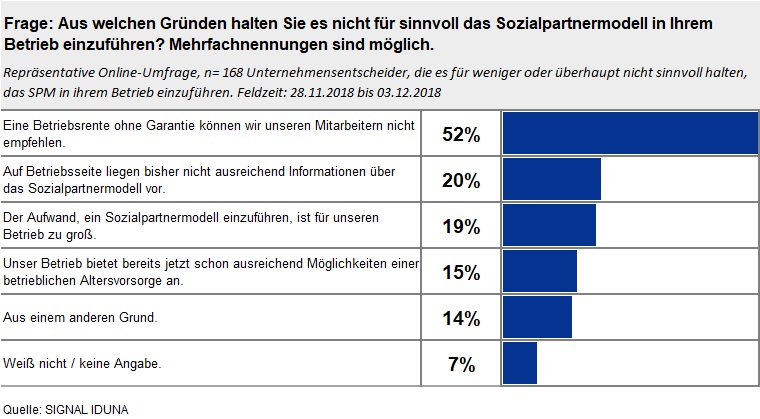 Frage: Aus welchen Gründen halten Sie es nicht für sinnvoll das Sozialpartnermodell in Ihrem
Betrieb einzuführen? Mehrfachnennungen sind möglich.
Repräsentative Online-Umfrage, n= 168 Unternehmensentscheider, die es für weniger oder überhaupt nicht sinnvoll halten,
das SPM in ihrem Betrieb einzuführen. Feldzeit: 28.11.2018 bis 03.12.2018
Eine Betriebsrente ohne Garantie können wir unseren Mitarbeitern nicht
empfehlen.
52%
Auf Betriebsseite liegen bisher nicht ausreichend Informationen über
das Sozialpartnermodell vor.
20%
Der Aufwand, ein Sozialpartnermodell einzuführen, ist für unseren
Betrieb zu groß.
19%
Unser Betrieb bietet bereits jetzt schon ausreichend Möglichkeiten einer
betrieblichen Altersvorsorge an.
15%
Aus einem anderen Grund.
14%
Weiß nicht / keine Angabe.
7%
Quelle: SIGNAL IDUNA